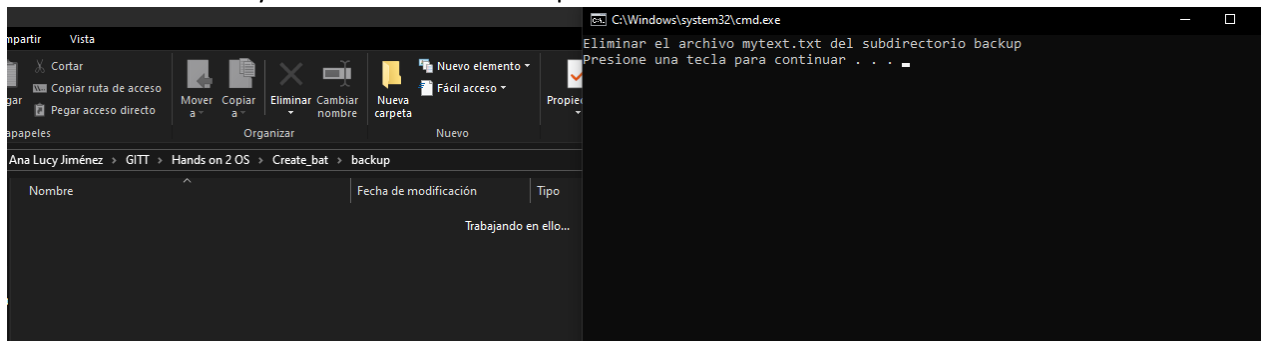 mpartir Vista
Cortar
Copiar ruta de acceso
Pegar acceso directo
gar
apapeles
Mover a
Copiar a
Eliminar
Cambiar nombre
Organizar
Nueva carpeta
Nuevo elemento
Fácil acceso
Nuevo
Propied
Ana Lucy Jiménez > GITT > Hands on 2 OS > Create_bat > backup
Nombre Fecha de modificación Tipo
Trabajando en ello...
C:\Windows\system32\cmd.exe
Eliminar el archivo mytext.txt del subdirectorio backup
Presione una tecla para continuar . . .